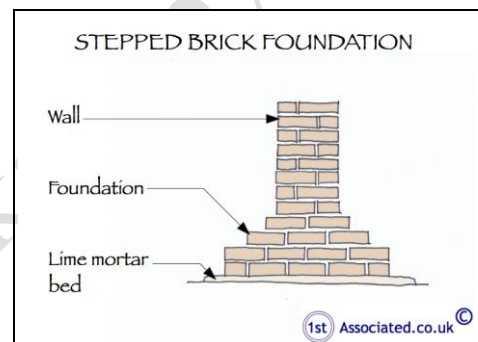 STEPPED BRICK FOUNDATION
Wall
Foundation
Lime mortar
bed
1st Associated.co.uk ©